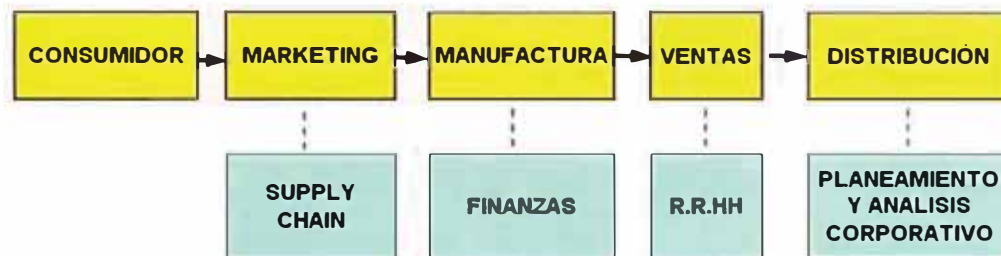 CONSUMIDOR
MARKETING
MANUFACTURA
VENTAS
DISTRIBUCIÓN
SUPPLY
CHAIN
FINANZAS
R.R.HH
PLANEAMIENTO
Y ANALISIS
CORPORATIVO